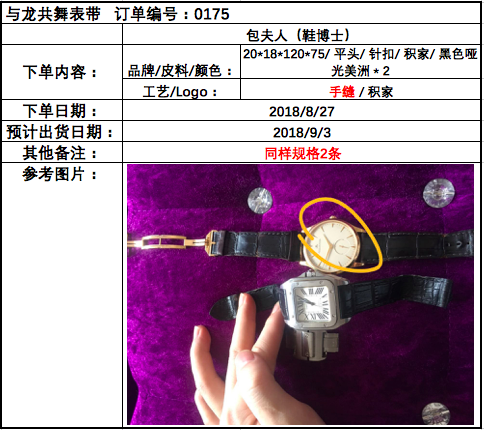 与龙共舞表带 订单编号：0175
包夫人（鞋博士）
下单内容：
品牌/皮料/颜色：
20*18*120*75/ 平头/ 针扣/ 积家/ 黑色哑
光美洲 * 2
工艺/Logo：
手缝 / 积家
下单日期：
2018/8/27
预计出货日期：
2018/9/3
其他备注：
同样规格2条
参考图片：